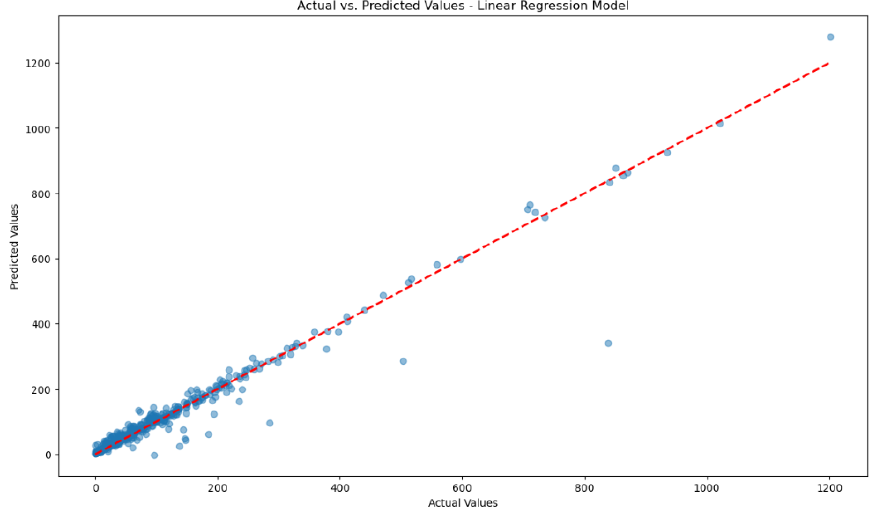 Actual vs. Predicted Values - Linear Regression Model
1200
1000
800
600
400
200
0
Predicted Values
0 200 400 600 800 1000 1200
Actual Values